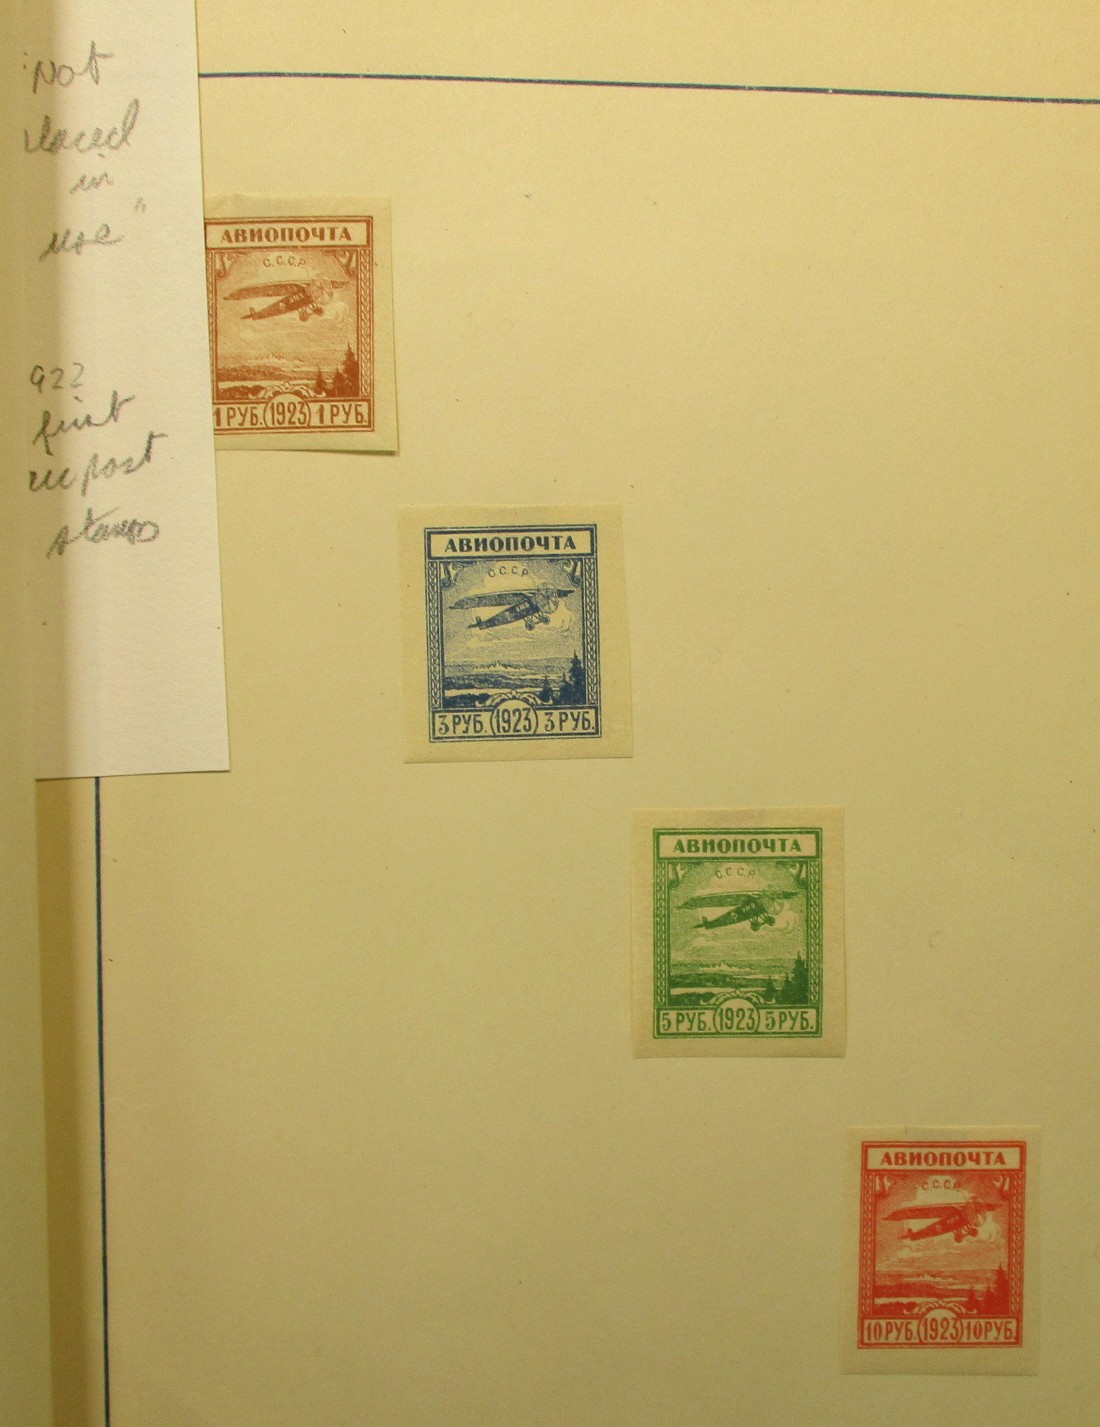 "Not
placed
in
use"
922
first
air post
stamps
АВИОПОЧТА
С.С.С.Р.
1 РУБ. 1923 1 РУБ.
АВИОПОЧТА
С.С.С.Р.
3 РУБ. 1923 3 РУБ.
АВИОПОЧТА
С.С.С.Р.
5 РУБ. 1923 5 РУБ.
АВИОПОЧТА
С.С.С.Р.
10 РУБ. 1923 10 РУБ.